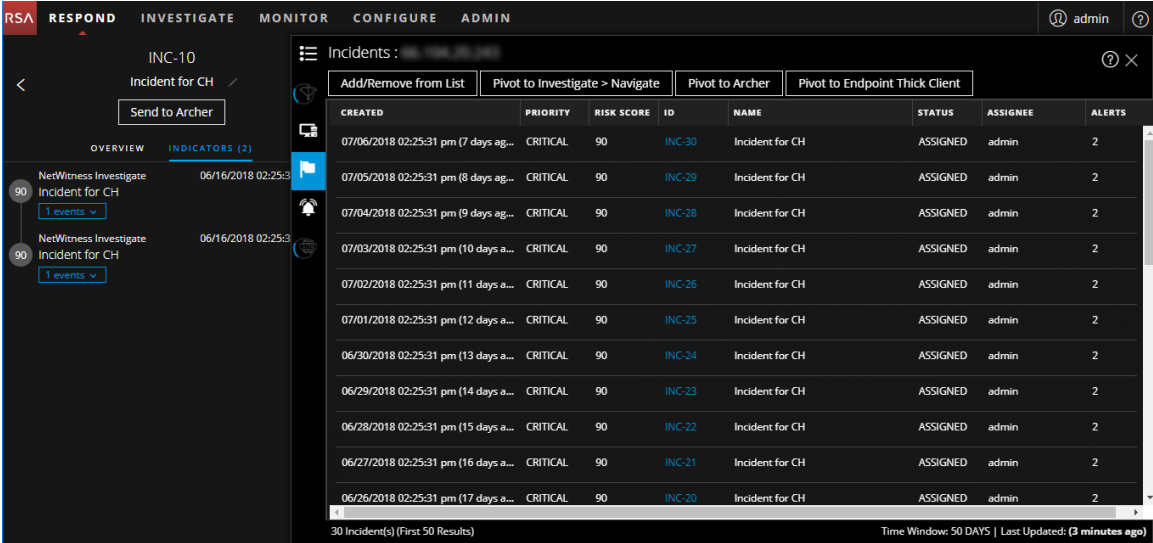 RSA RESPOND INVESTIGATE MONITOR CONFIGURE ADMIN admin ?
INC-10
Incident for CH
Send to Archer
OVERVIEW INDICATORS (2)
90 NetWitness Investigate 06/16/2018 02:25:3
Incident for CH
1 events
90 NetWitness Investigate 06/16/2018 02:25:3
Incident for CH
1 events
Incidents :
?
Add/Remove from List Pivot to Investigate > Navigate Pivot to Archer Pivot to Endpoint Thick Client
CREATED PRIORITY RISK SCORE ID NAME STATUS ASSIGNEE ALERTS
07/06/2018 02:25:31 pm (7 days ag... CRITICAL 90 INC-30 Incident for CH ASSIGNED admin 2
07/05/2018 02:25:31 pm (8 days ag... CRITICAL 90 INC-29 Incident for CH ASSIGNED admin 2
07/04/2018 02:25:31 pm (9 days ag... CRITICAL 90 INC-28 Incident for CH ASSIGNED admin 2
07/03/2018 02:25:31 pm (10 days a... CRITICAL 90 INC-27 Incident for CH ASSIGNED admin 2
07/02/2018 02:25:31 pm (11 days a... CRITICAL 90 INC-26 Incident for CH ASSIGNED admin 2
07/01/2018 02:25:31 pm (12 days a... CRITICAL 90 INC-25 Incident for CH ASSIGNED admin 2
06/30/2018 02:25:31 pm (13 days a... CRITICAL 90 INC-24 Incident for CH ASSIGNED admin 2
06/29/2018 02:25:31 pm (14 days a... CRITICAL 90 INC-23 Incident for CH ASSIGNED admin 2
06/28/2018 02:25:31 pm (15 days a... CRITICAL 90 INC-22 Incident for CH ASSIGNED admin 2
06/27/2018 02:25:31 pm (16 days a... CRITICAL 90 INC-21 Incident for CH ASSIGNED admin 2
06/26/2018 02:25:31 pm (17 days a... CRITICAL 90 INC-20 Incident for CH ASSIGNED admin 2
30 Incident(s) (First 50 Results) Time Window: 50 DAYS | Last Updated: (3 minutes ago)